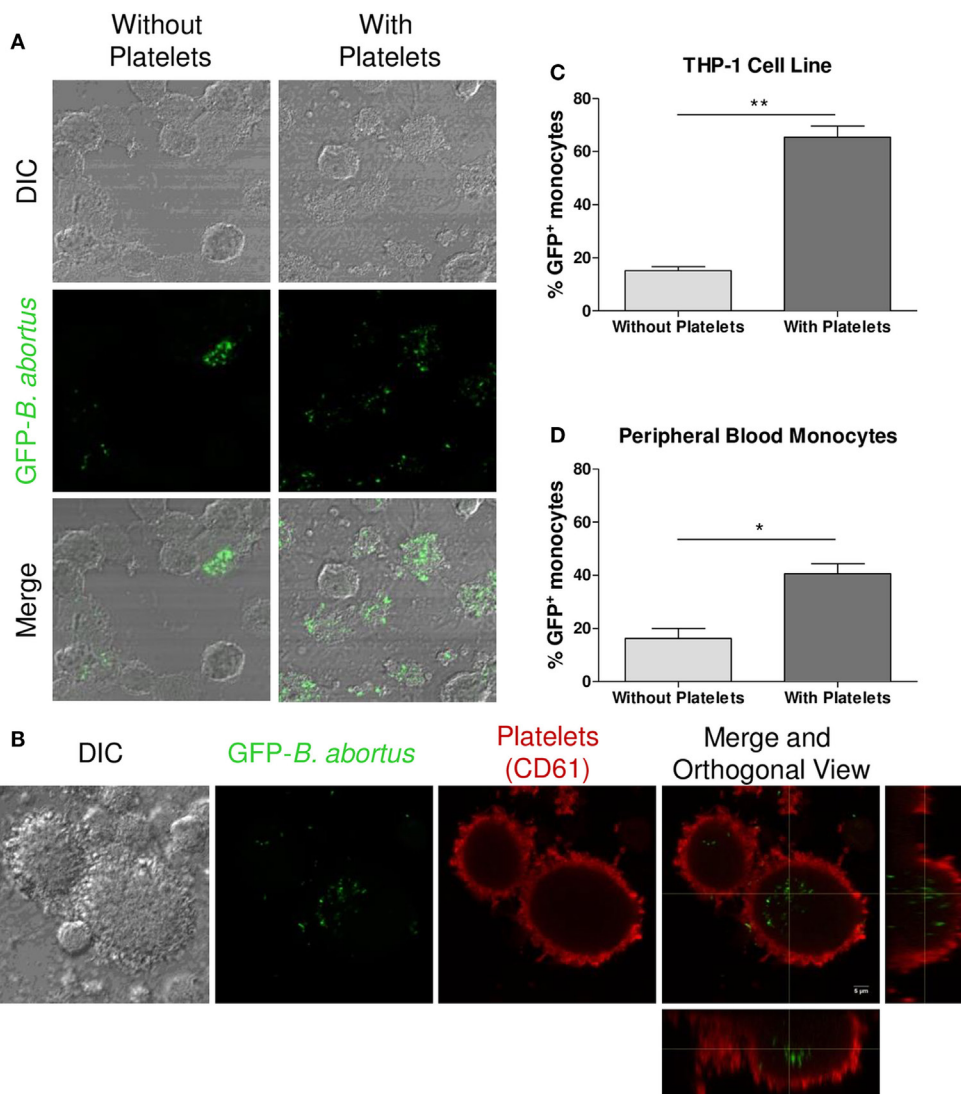 A
Without
Platelets
With
Platelets
DIC
GFP-B. abortus
Merge
C
THP-1 Cell Line
% GFP⁺ monocytes
80
60
40
20
0
**
Without Platelets
With Platelets
D
Peripheral Blood Monocytes
% GFP⁺ monocytes
80
60
40
20
0
*
Without Platelets
With Platelets
B
DIC
GFP-B. abortus
Platelets
(CD61)
Merge and
Orthogonal View
5 µm